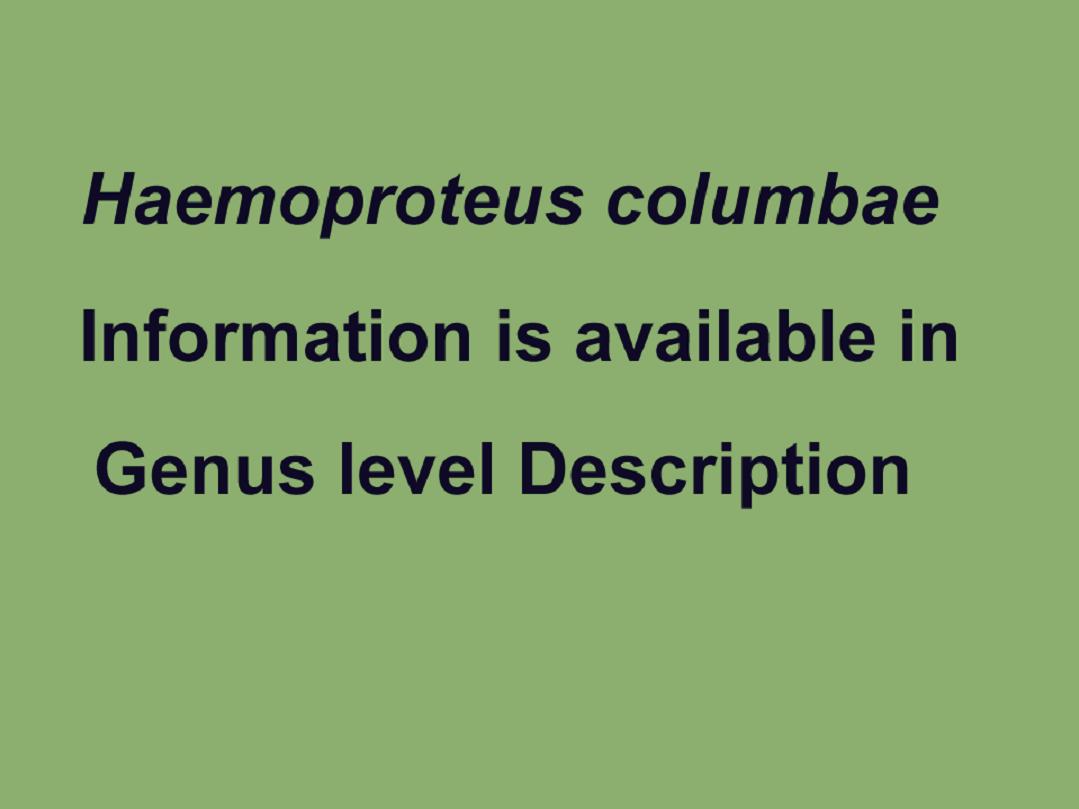 Haemoproteus columbae
Information is available in
Genus level Description